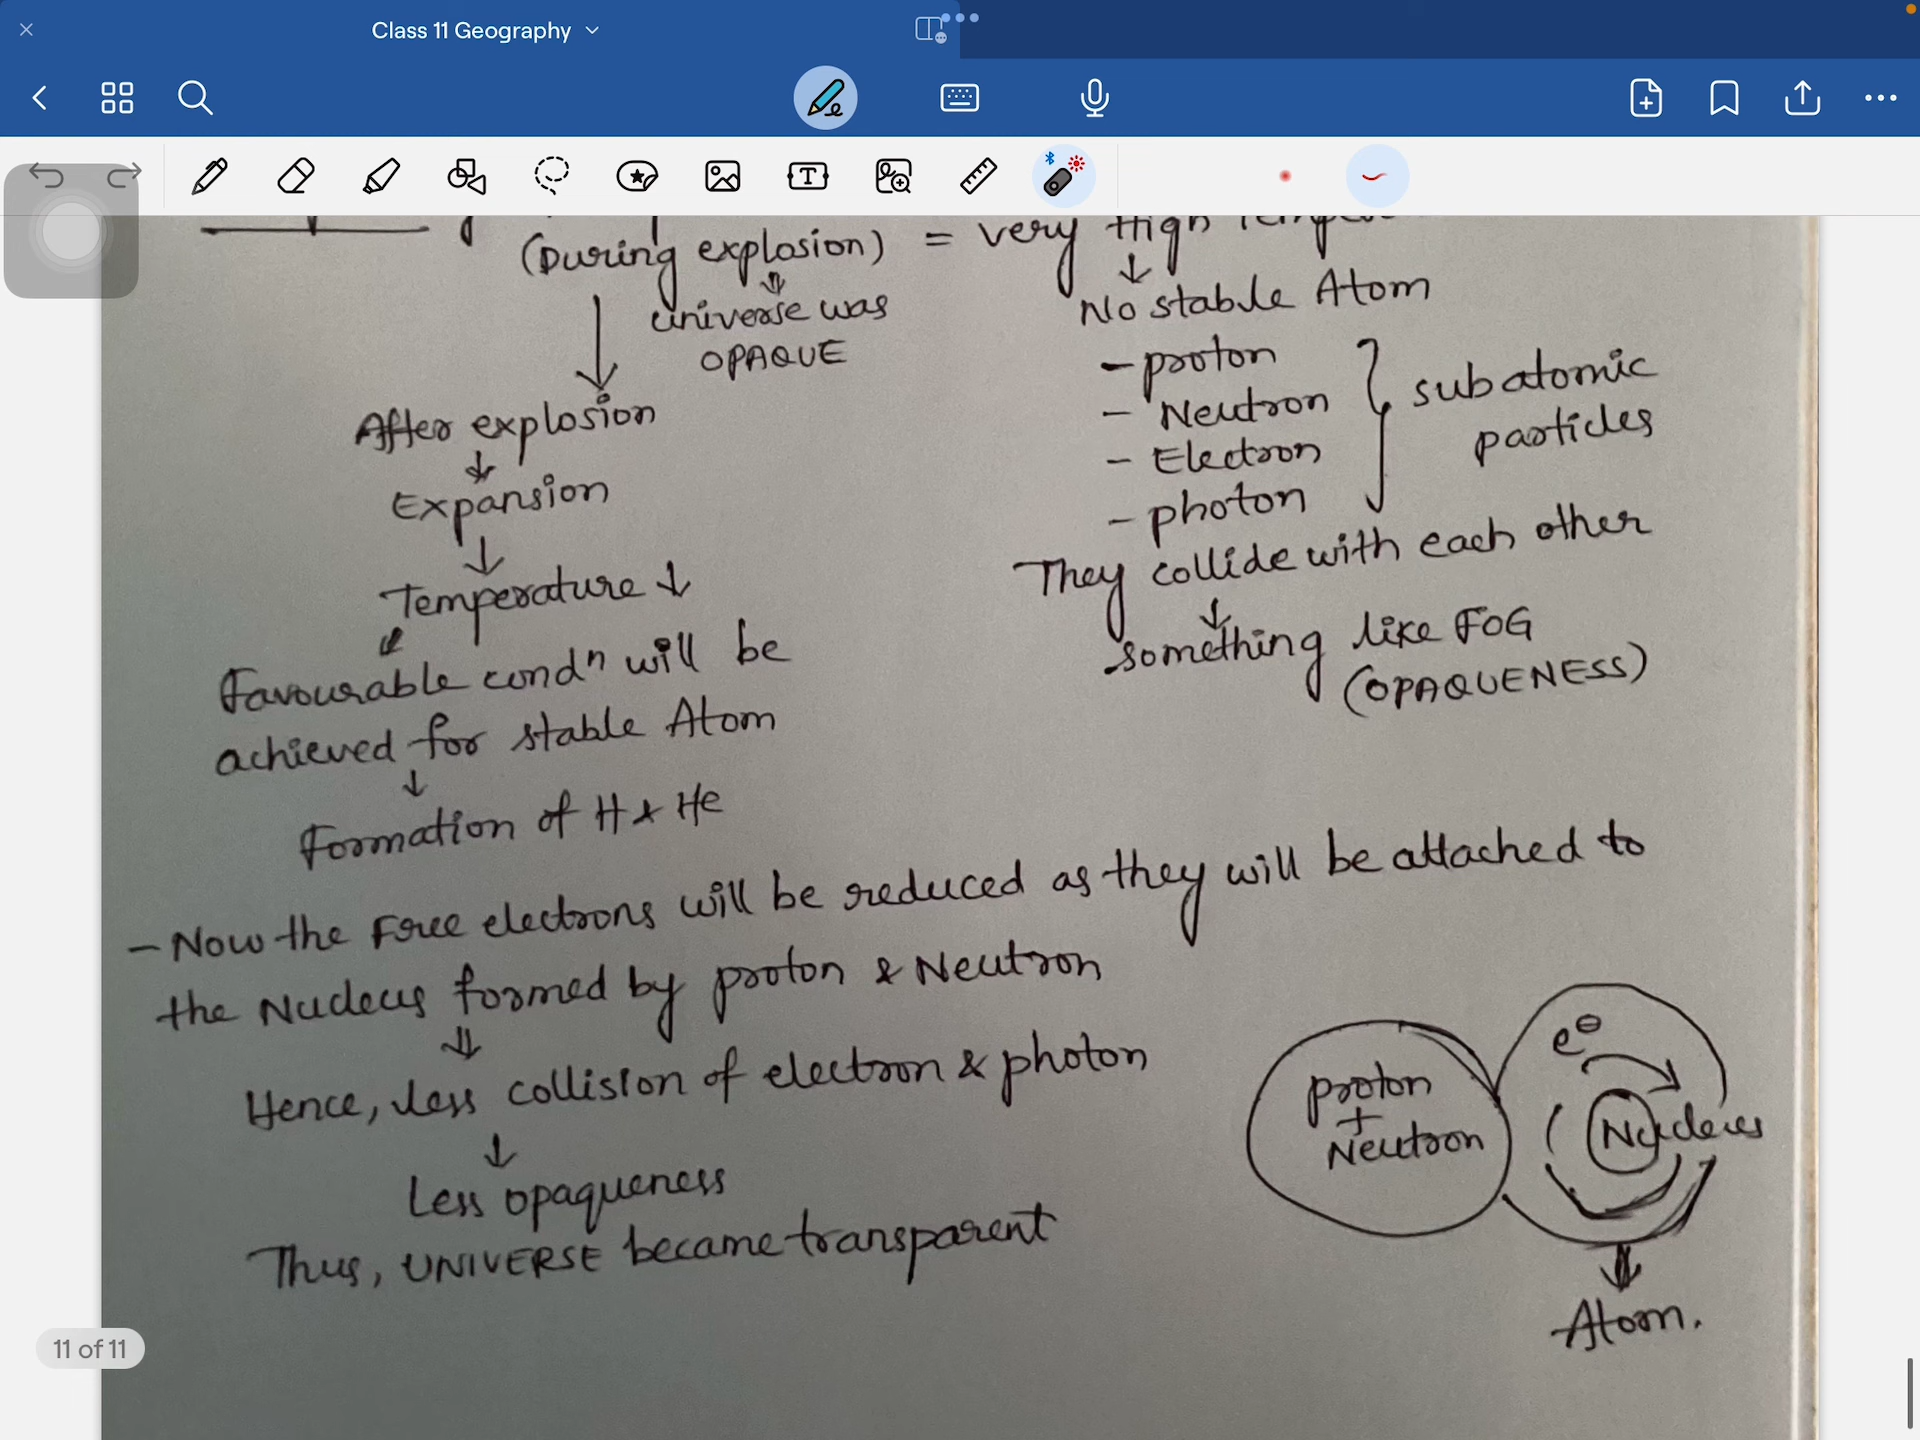 Class 11 Geography
(During explosion) = very High
universe was
OPAQUE
After explosion
Expansion
Temperature ↓
Favourable condⁿ will be
achieved for stable Atom
Formation of H & He
No stable Atom
- proton
- Neutron
- Electron
- photon
subatomic
particles
They collide with each other
something like FOG
(OPAQUENESS)
- Now the Free electrons will be reduced as they will be attached to
the Nucleus formed by proton & Neutron
Hence, less collision of electron & photon
Less opaqueness
Thus, UNIVERSE became transparent
proton
+
Neutron
e⊖
Nucleus
Atom.
11 of 11